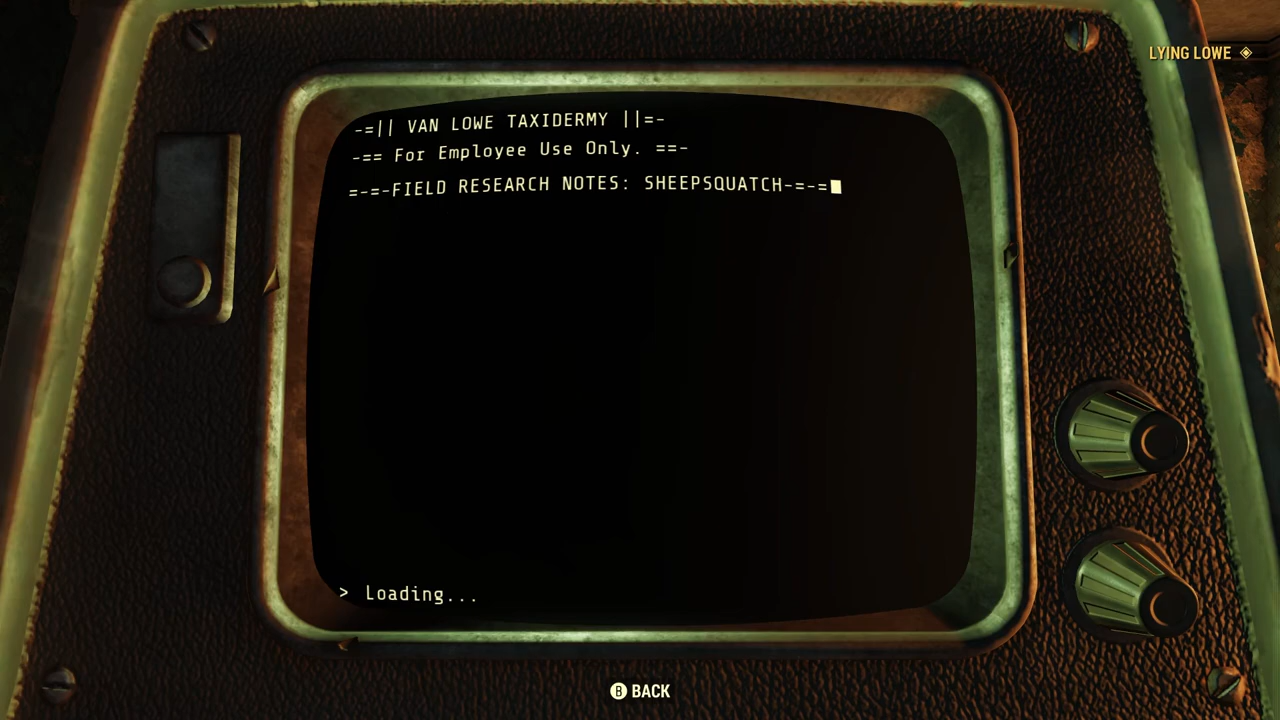 LYING LOWE
-=|| VAN LOWE TAXIDERMY ||=-
-== For Employee Use Only. ==-
=-=-FIELD RESEARCH NOTES: SHEEPSQUATCH-=-=
> Loading...
B BACK